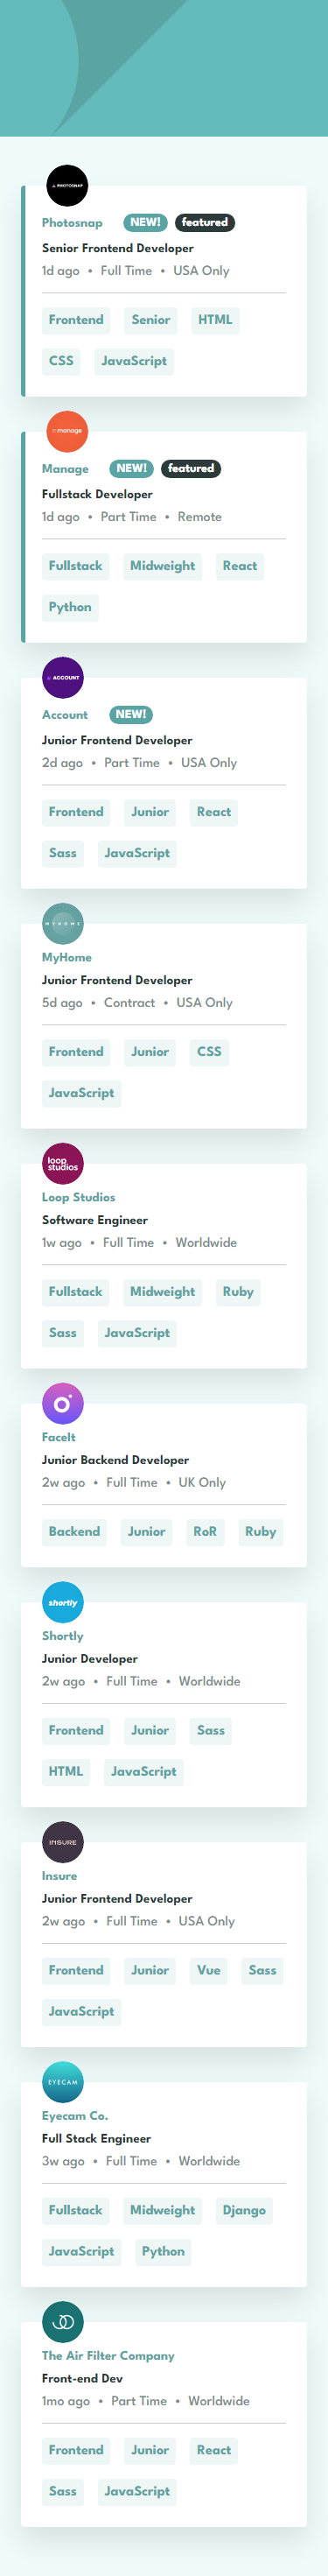 PHOTOSNAP
Photosnap NEW! featured
Senior Frontend Developer
1d ago • Full Time • USA Only
Frontend Senior HTML
CSS JavaScript
manage
Manage NEW! featured
Fullstack Developer
1d ago • Part Time • Remote
Fullstack Midweight React
Python
ACCOUNT
Account NEW!
Junior Frontend Developer
2d ago • Part Time • USA Only
Frontend Junior React
Sass JavaScript
MYHOME
MyHome
Junior Frontend Developer
5d ago • Contract • USA Only
Frontend Junior CSS
JavaScript
loop
studios
Loop Studios
Software Engineer
1w ago • Full Time • Worldwide
Fullstack Midweight Ruby
Sass JavaScript
FaceIt
Junior Backend Developer
2w ago • Full Time • UK Only
Backend Junior RoR Ruby
shortly
Shortly
Junior Developer
2w ago • Full Time • Worldwide
Frontend Junior Sass
HTML JavaScript
INSURE
Insure
Junior Frontend Developer
2w ago • Full Time • USA Only
Frontend Junior Vue Sass
JavaScript
EYECAM
Eyecam Co.
Full Stack Engineer
3w ago • Full Time • Worldwide
Fullstack Midweight Django
JavaScript Python
The Air Filter Company
Front-end Dev
1mo ago • Part Time • Worldwide
Frontend Junior React
Sass JavaScript